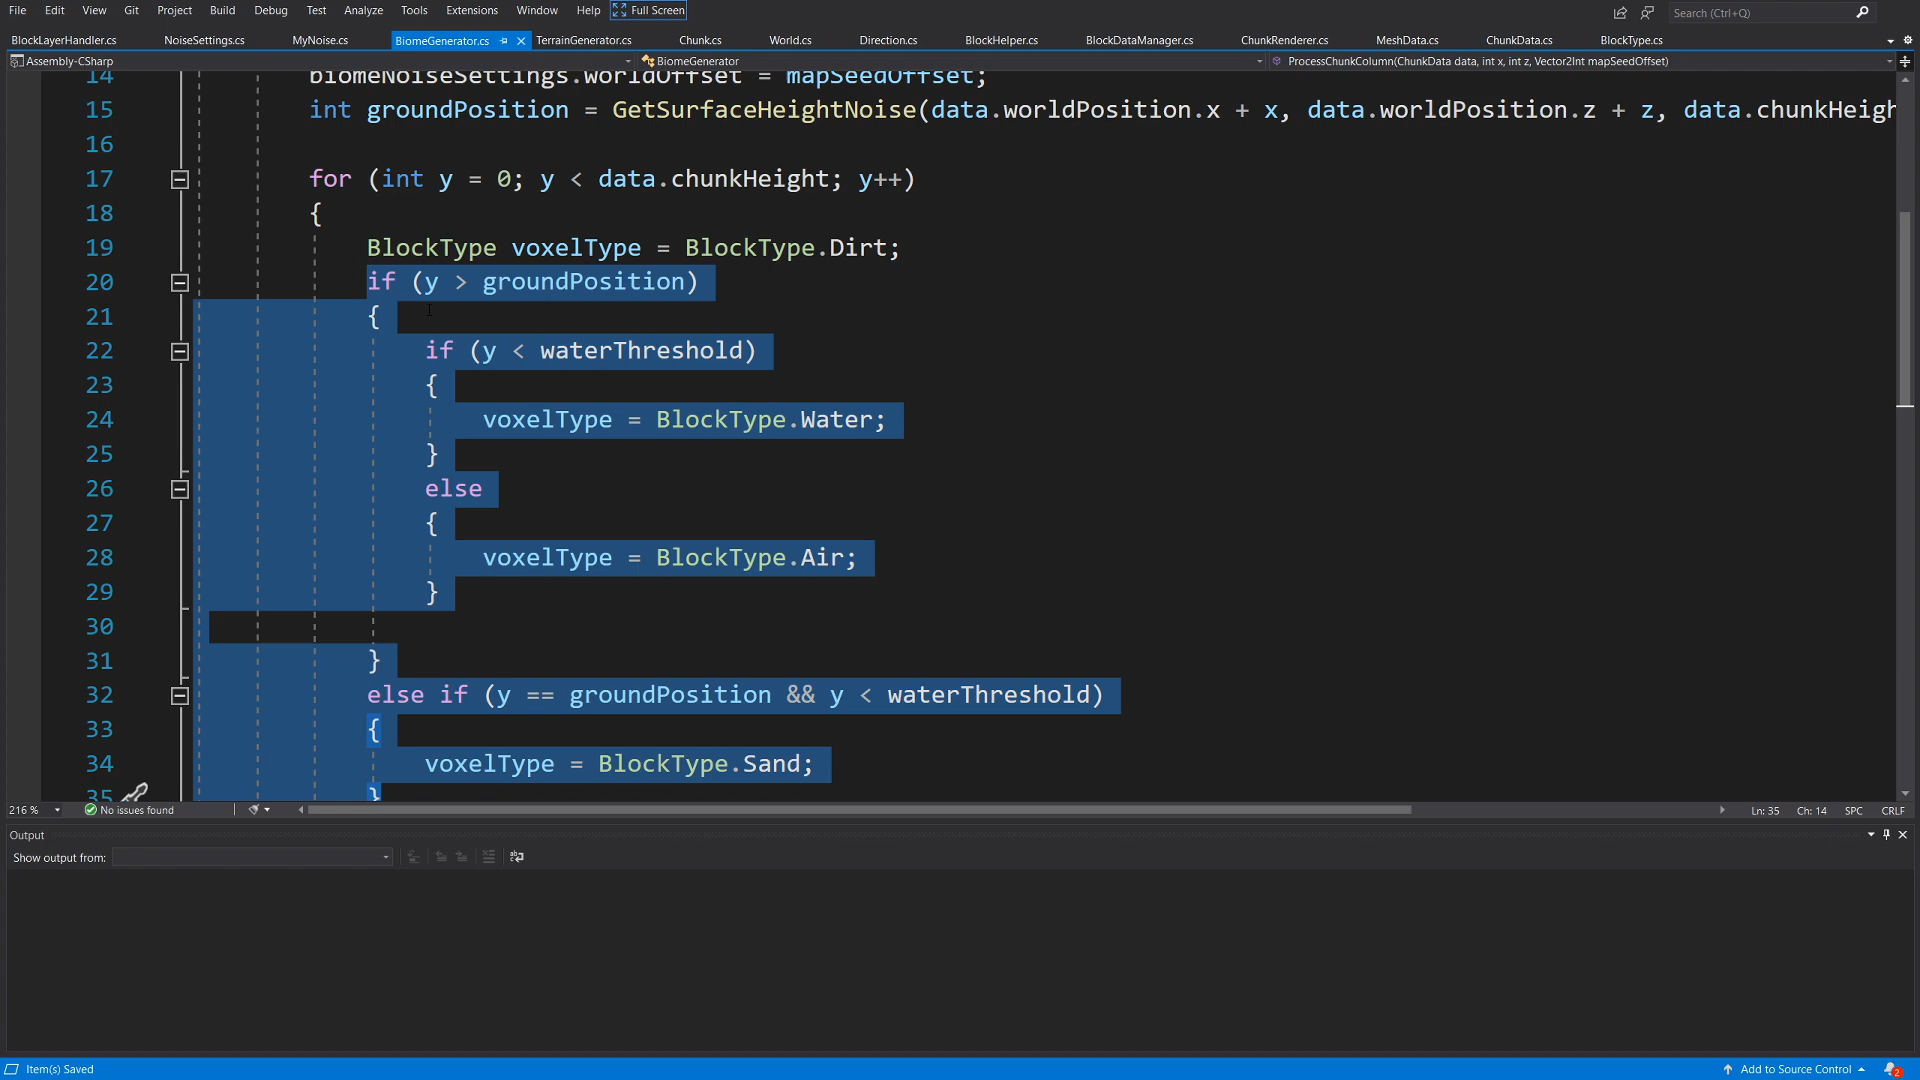 File Edit View Git Project Build Debug Test Analyze Tools Extensions Window Help Full Screen Search (Ctrl+Q)
BlockLayerHandler.cs NoiseSettings.cs MyNoise.cs BiomeGenerator.cs TerrainGenerator.cs Chunk.cs World.cs Direction.cs BlockHelper.cs BlockDataManager.cs ChunkRenderer.cs MeshData.cs ChunkData.cs BlockType.cs
Assembly-CSharp BiomeGenerator ProcessChunkColumn(ChunkData data, int x, int z, Vector2Int mapSeedOffset)
14 biomeNoiseSettings.worldOffset = mapSeedOffset;
15 int groundPosition = GetSurfaceHeightNoise(data.worldPosition.x + x, data.worldPosition.z + z, data.chunkHeigh
16
17 for (int y = 0; y < data.chunkHeight; y++)
18 {
19 BlockType voxelType = BlockType.Dirt;
20 if (y > groundPosition)
21 {
22 if (y < waterThreshold)
23 {
24 voxelType = BlockType.Water;
25 }
26 else
27 {
28 voxelType = BlockType.Air;
29 }
30
31 }
32 else if (y == groundPosition && y < waterThreshold)
33 {
34 voxelType = BlockType.Sand;
35 }
216 % No issues found Ln: 35 Ch: 14 SPC CRLF
Output
Show output from:
Item(s) Saved Add to Source Control 2